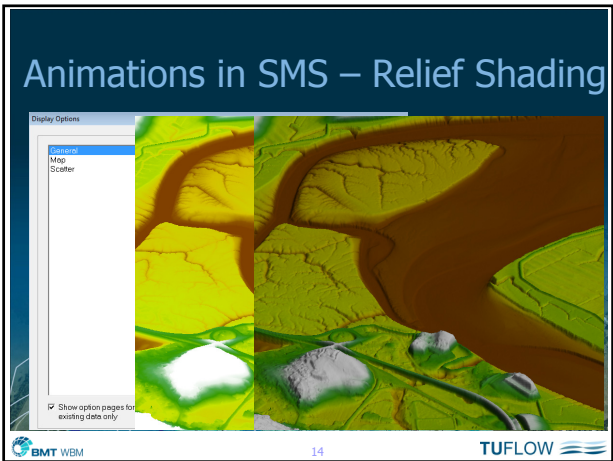 Animations in SMS – Relief Shading
Display Options
General
Map
Scatter
Show option pages for
existing data only
BMT WBM
14
TUFLOW